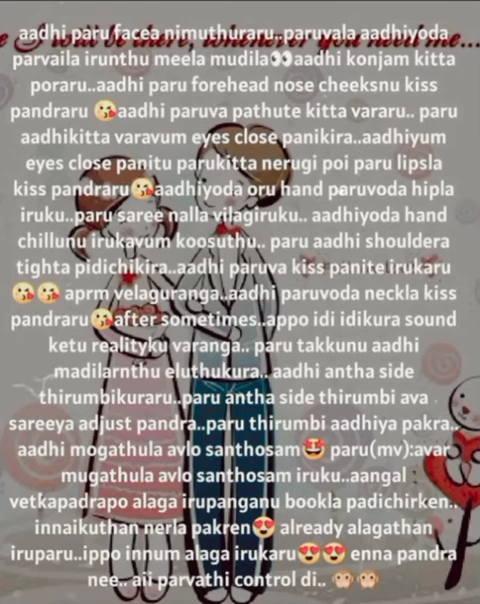 aadhi paru facea nimuthuraru..paruvala aadhiyoda
I will be there, whenever you need me...
parvaila irunthu meela mudila👀aadhi konjam kitta
poraru..aadhi paru forehead nose cheeksnu kiss
pandraru 😘aadhi paruva pathute kitta vararu.. paru
aadhikitta varavum eyes close panikira..aadhiyum
eyes close panitu parukitta nerugi poi paru lipsla
kiss pandraru😘aadhiyoda oru hand paruvoda hipla
iruku..paru saree nalla vilagiruku.. aadhiyoda hand
chillunu irukavum koosuthu.. paru aadhi shouldera
tighta pidichikira..aadhi paruva kiss panite irukaru
😘😘 aprm velaguranga..aadhi paruvoda neckla kiss
pandraru😘after sometimes..appo idi idikura sound
ketu realityku varanga.. paru takkunu aadhi
madilarnthu eluthukura.. aadhi antha side
thirumbikuraru..paru antha side thirumbi ava
sareeya adjust pandra..paru thirumbi aadhiya pakra..
aadhi mogathula avlo santhosam🤩 paru(mv):avar
mugathula avlo santhosam iruku..aangal
vetkapadrapo alaga irupanganu bookla padichirken..
innaikuthan nerla pakren😍 already alagathan
iruparu..ippo innum alaga irukaru😍😍 enna pandra
nee.. aii parvathi control di.. 🙊🙊